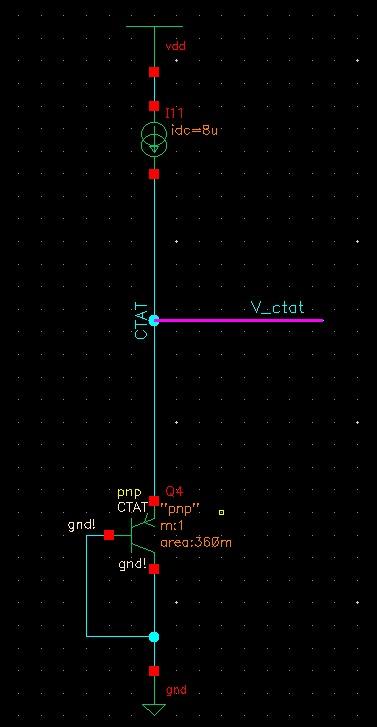 vdd
I11
idc=8u
V_ctat
CTAT
pnp
Q4
CTAT
"pnp"
gnd!
m:1
area:360m
gnd!
gnd